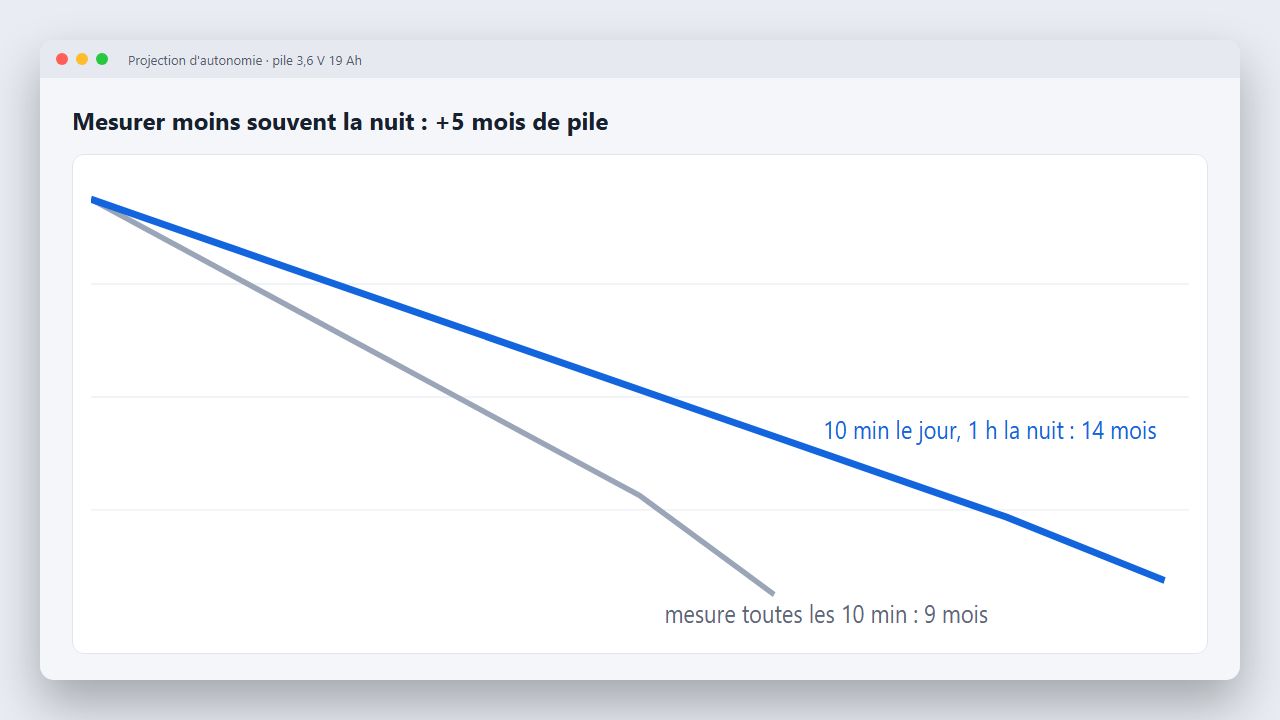 Projection d'autonomie · pile 3,6 V 19 Ah
Mesurer moins souvent la nuit : +5 mois de pile
10 min le jour, 1 h la nuit : 14 mois
mesure toutes les 10 min : 9 mois